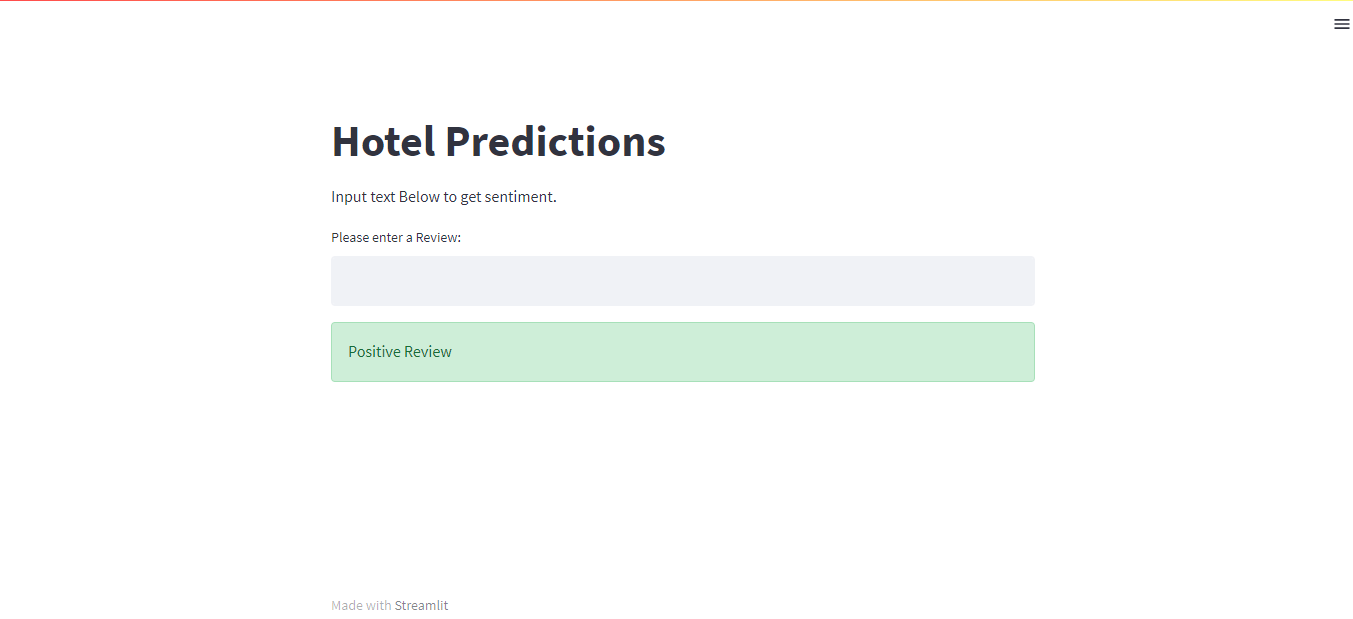 Hotel Predictions
Input text Below to get sentiment.
Please enter a Review:
Positive Review
Made with Streamlit